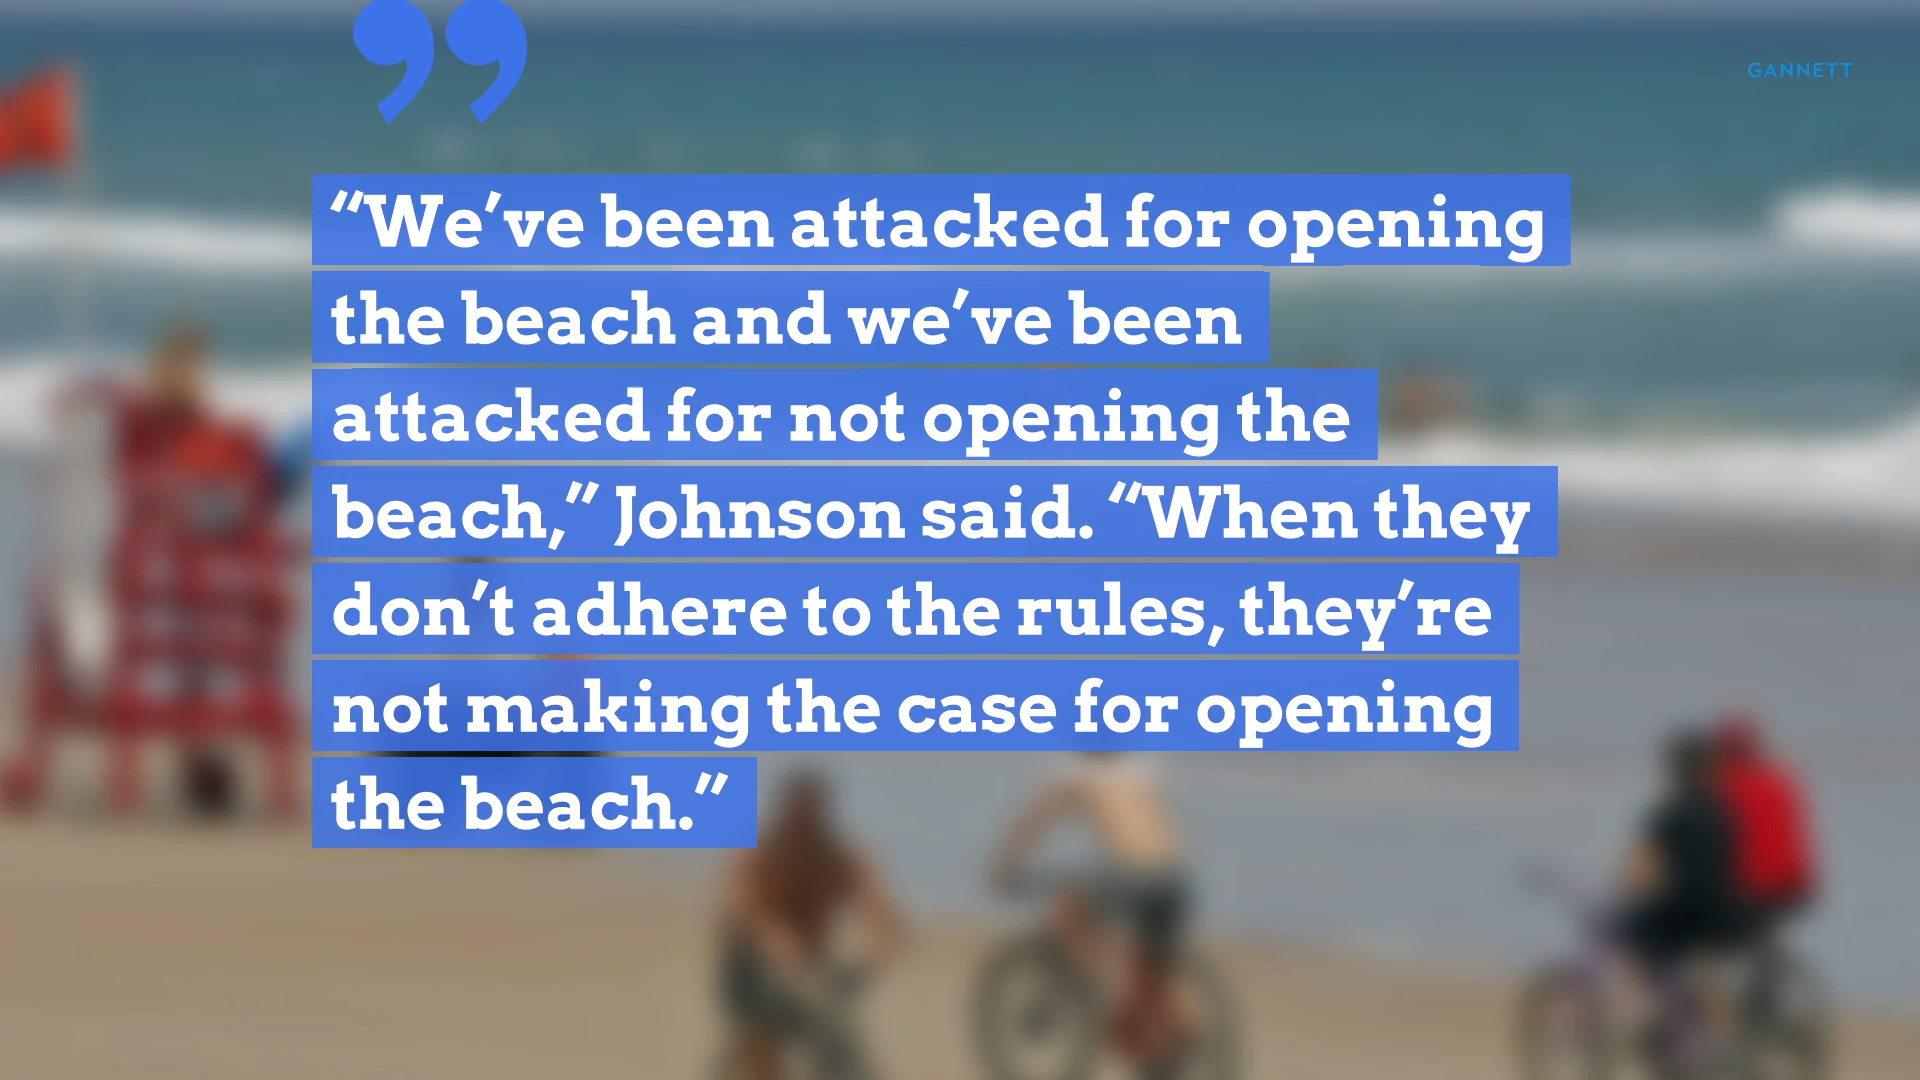 GANNETT
“We’ve been attacked for opening
the beach and we’ve been
attacked for not opening the
beach,” Johnson said. “When they
don’t adhere to the rules, they’re
not making the case for opening
the beach.”